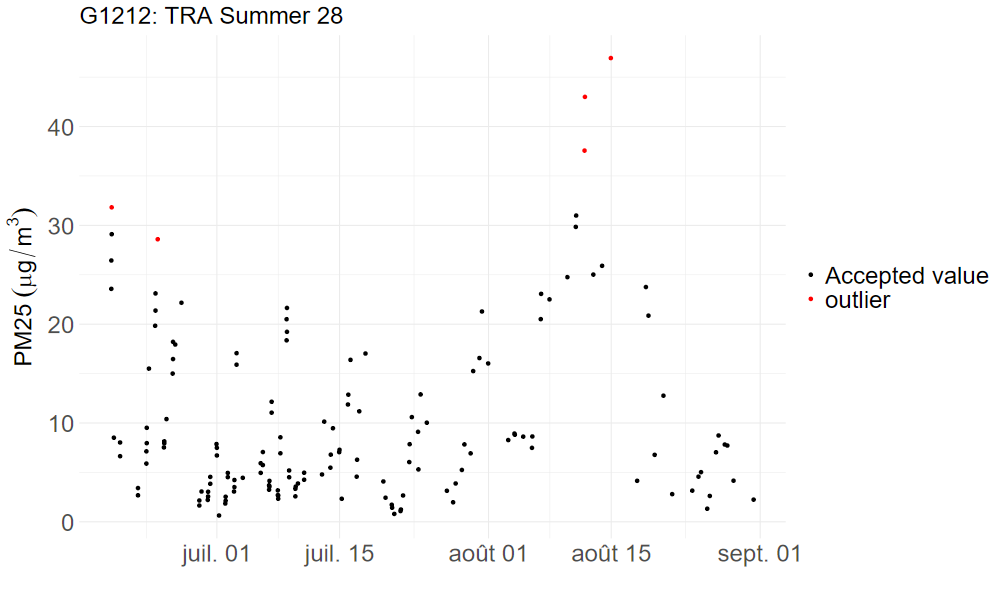 G1212: TRA Summer 28
PM25 (μg/m³)
40
30
20
10
0
juil. 01
juil. 15
août 01
août 15
sept. 01
Accepted value
outlier